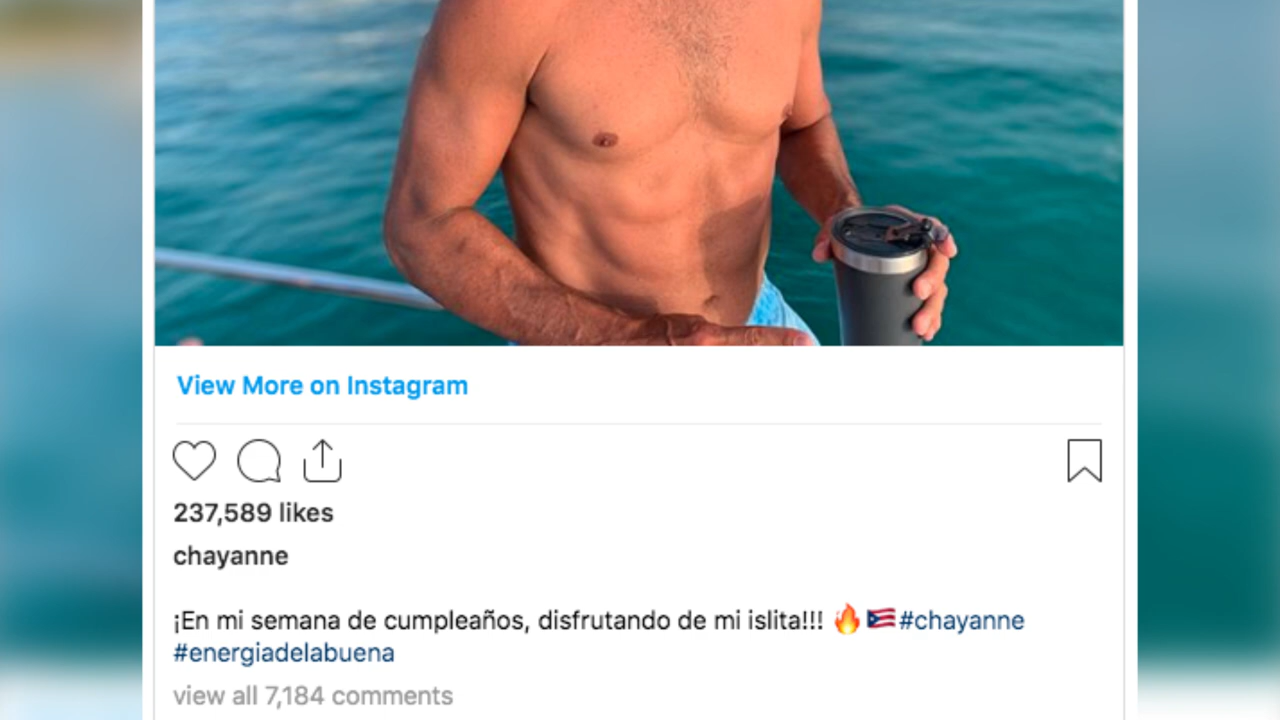 View More on Instagram
237,589 likes
chayanne
¡En mi semana de cumpleaños, disfrutando de mi islita!!! 🔥🇵🇷#chayanne
#energiadelabuena
view all 7,184 comments